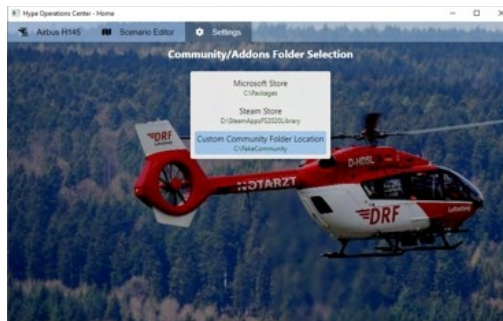 Hype Operations Center - Home
Airbus H145 Scenario Editor Settings
Community/Addons Folder Selection
Microsoft Store
C:\Packages
Steam Store
D:\SteamApps\FS2020Library
Custom Community Folder Location
C:\FakeCommunity
DRF
D-HDSL
NOTARZT
DRF
Luftrettung